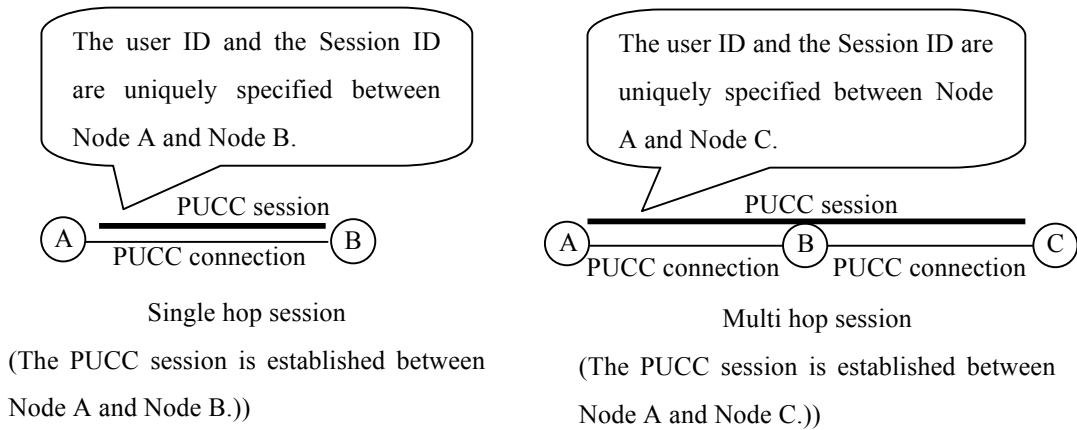 The user ID and the Session ID
are uniquely specified between
Node A and Node B.
PUCC session
A
B
PUCC connection
Single hop session
(The PUCC session is established between
Node A and Node B.))
The user ID and the Session ID are
uniquely specified between Node
A and Node C.
PUCC session
A
B
C
PUCC connection
PUCC connection
Multi hop session
(The PUCC session is established between
Node A and Node C.))